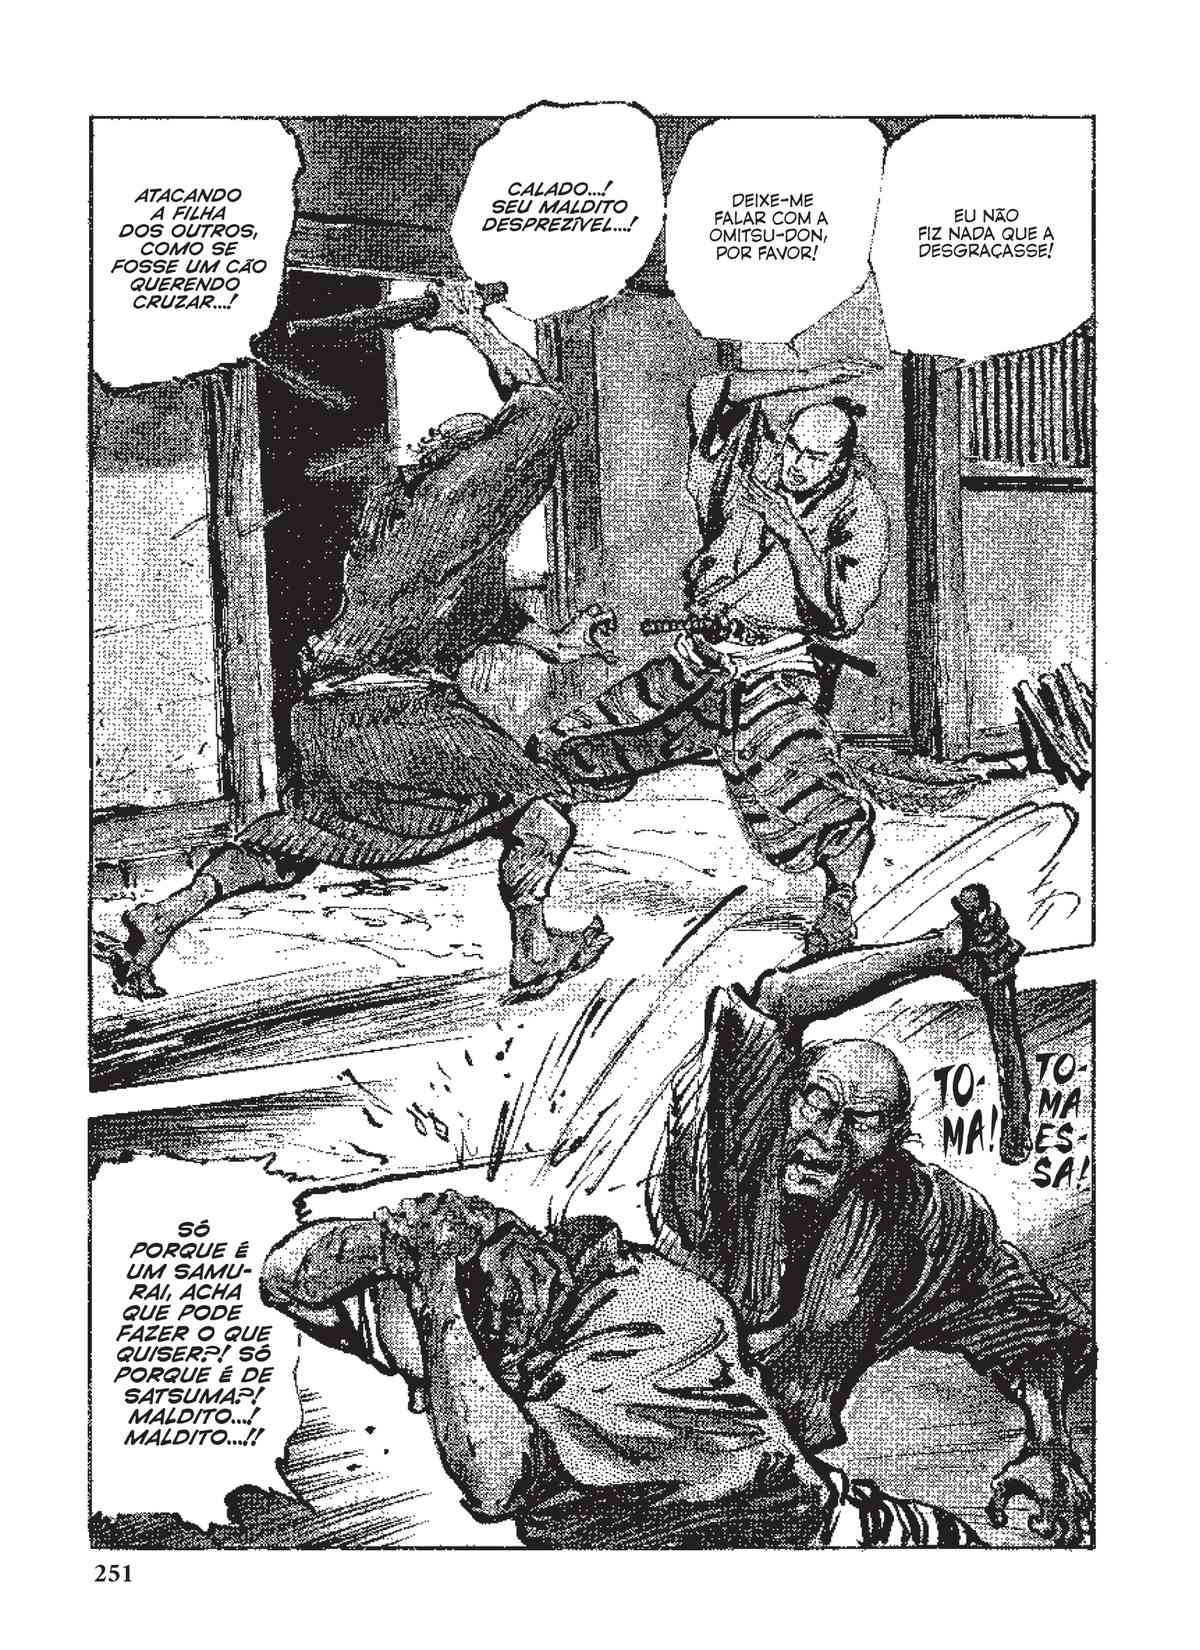 EU NÃO
FIZ NADA QUE A
DESGRAÇASSE!
DEIXE-ME
FALAR COM A
OMITSU-DON,
POR FAVOR!
CALADO...!
SEU MALDITO
DESPREZÍVEL...!
ATACANDO
A FILHA
DOS OUTROS,
COMO SE
FOSSE UM CÃO
QUERENDO
CRUZAR...!
TO-
MA
ES-
SA!
TO-
MA!
SÓ
PORQUE É
UM SAMU-
RAI, ACHA
QUE PODE
FAZER O QUE
QUISER?! SÓ
PORQUE É DE
SATSUMA?!
MALDITO...!
MALDITO...!!
251